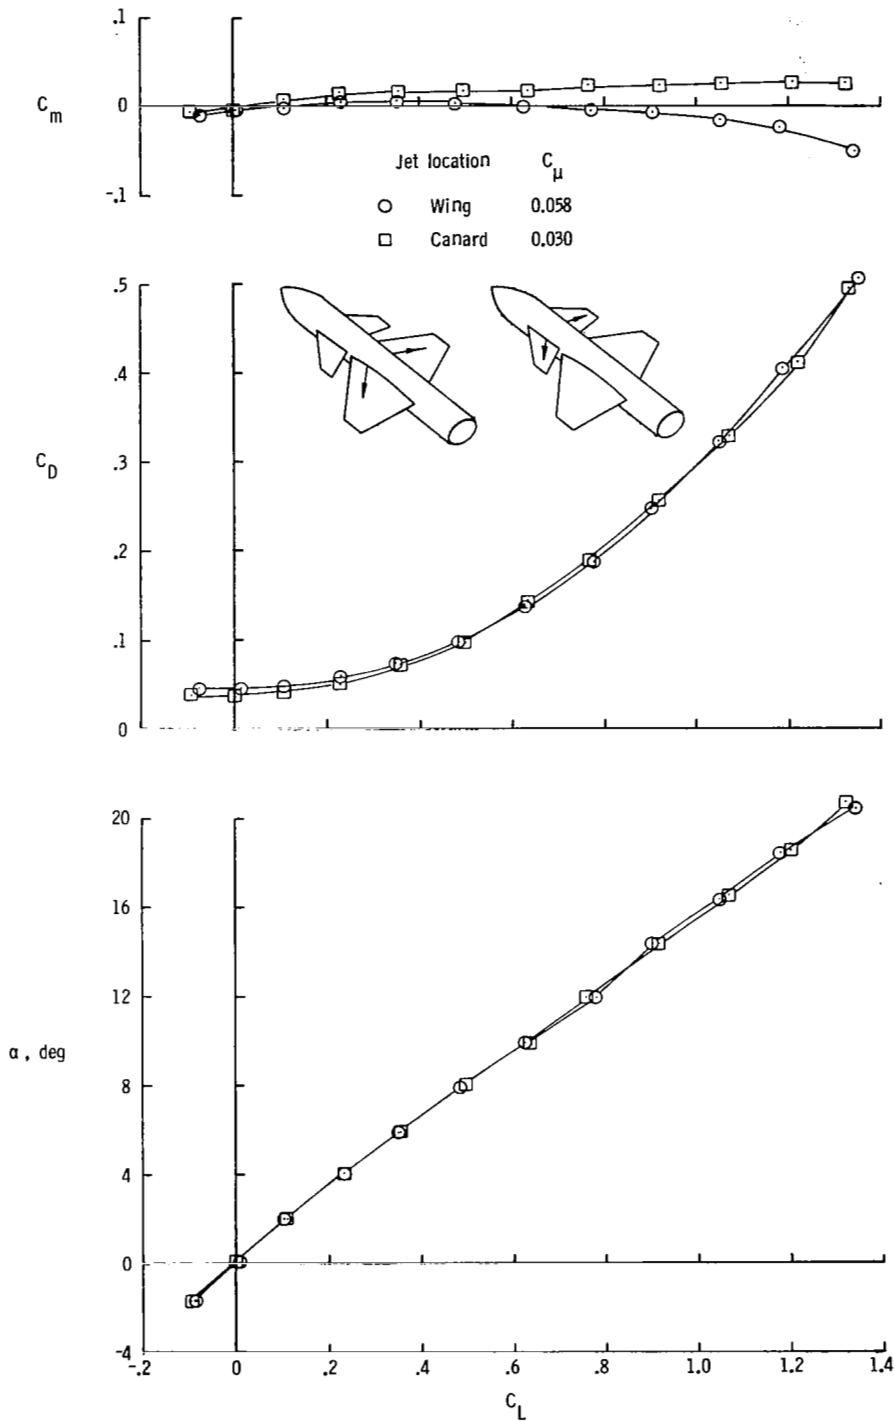 .1
C_m
0
-.1
Jet location C_μ
Wing 0.058
Canard 0.030
.5
.4
.3
C_D
.2
.1
0
20
16
12
α, deg
8
4
0
-4
-.2 0 .2 .4 .6 .8 1.0 1.2 1.4
C_L